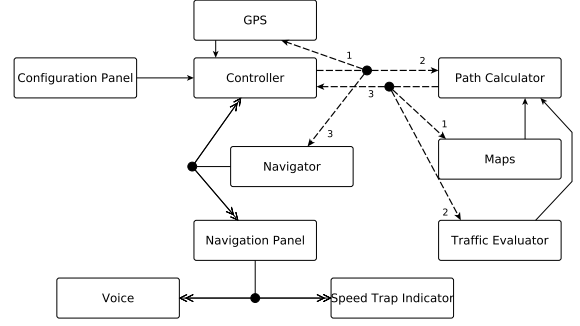 GPS
1
2
Configuration Panel
Controller
Path Calculator
3
1
3
Navigator
Maps
2
Navigation Panel
Traffic Evaluator
Voice
Speed Trap Indicator